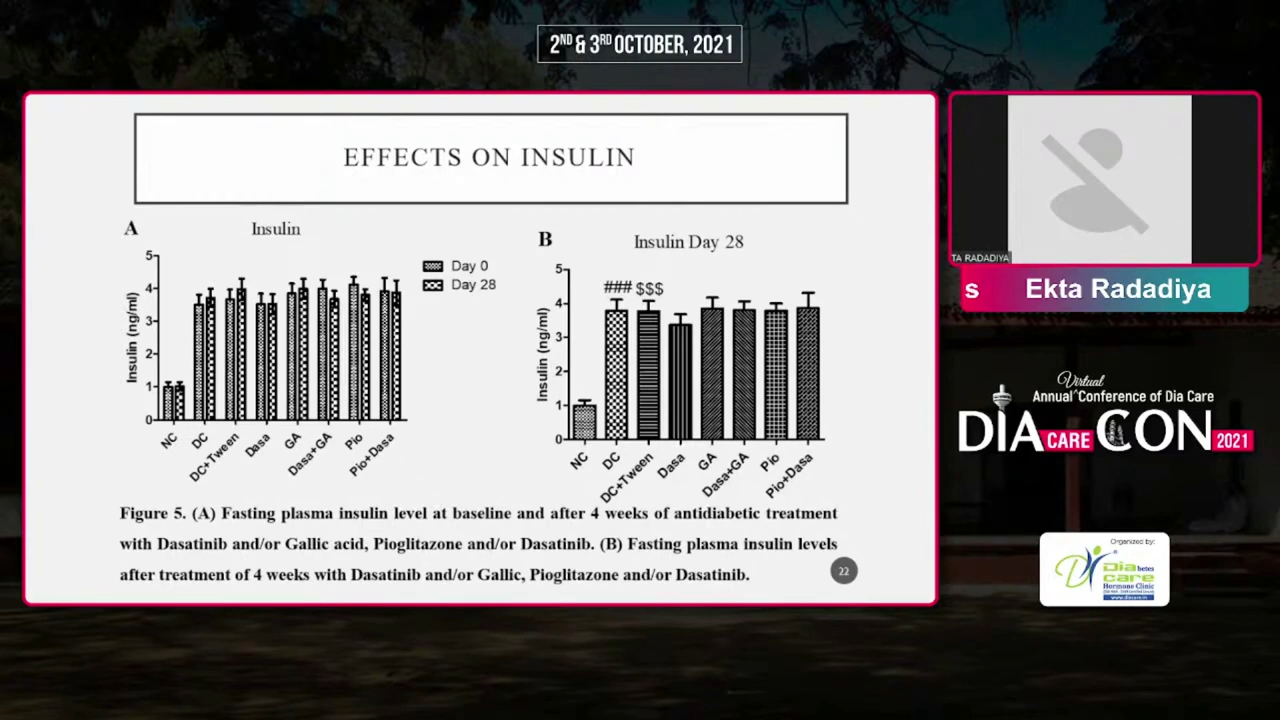 2ND & 3RD OCTOBER, 2021
EFFECTS ON INSULIN
A
Insulin
Insulin (ng/ml)
5
4
3
2
1
0
NC
DC
DC+Tween
Dasa
GA
Dasa+GA
Pio
Pio+Dasa
Day 0
Day 28
B
Insulin Day 28
Insulin (ng/ml)
5
4
3
2
1
0
### $$$
NC
DC
DC+Tween
Dasa
GA
Dasa+GA
Pio
Pio+Dasa
Figure 5. (A) Fasting plasma insulin level at baseline and after 4 weeks of antidiabetic treatment
with Dasatinib and/or Gallic acid, Pioglitazone and/or Dasatinib. (B) Fasting plasma insulin levels
after treatment of 4 weeks with Dasatinib and/or Gallic, Pioglitazone and/or Dasatinib.
22
TA RADADIYA
s
Ekta Radadiya
Virtual
Annual Conference of Dia Care
DIA CARE CON 2021
Organized by:
Diabetes
care
Hormone Clinic
www.diacare.in